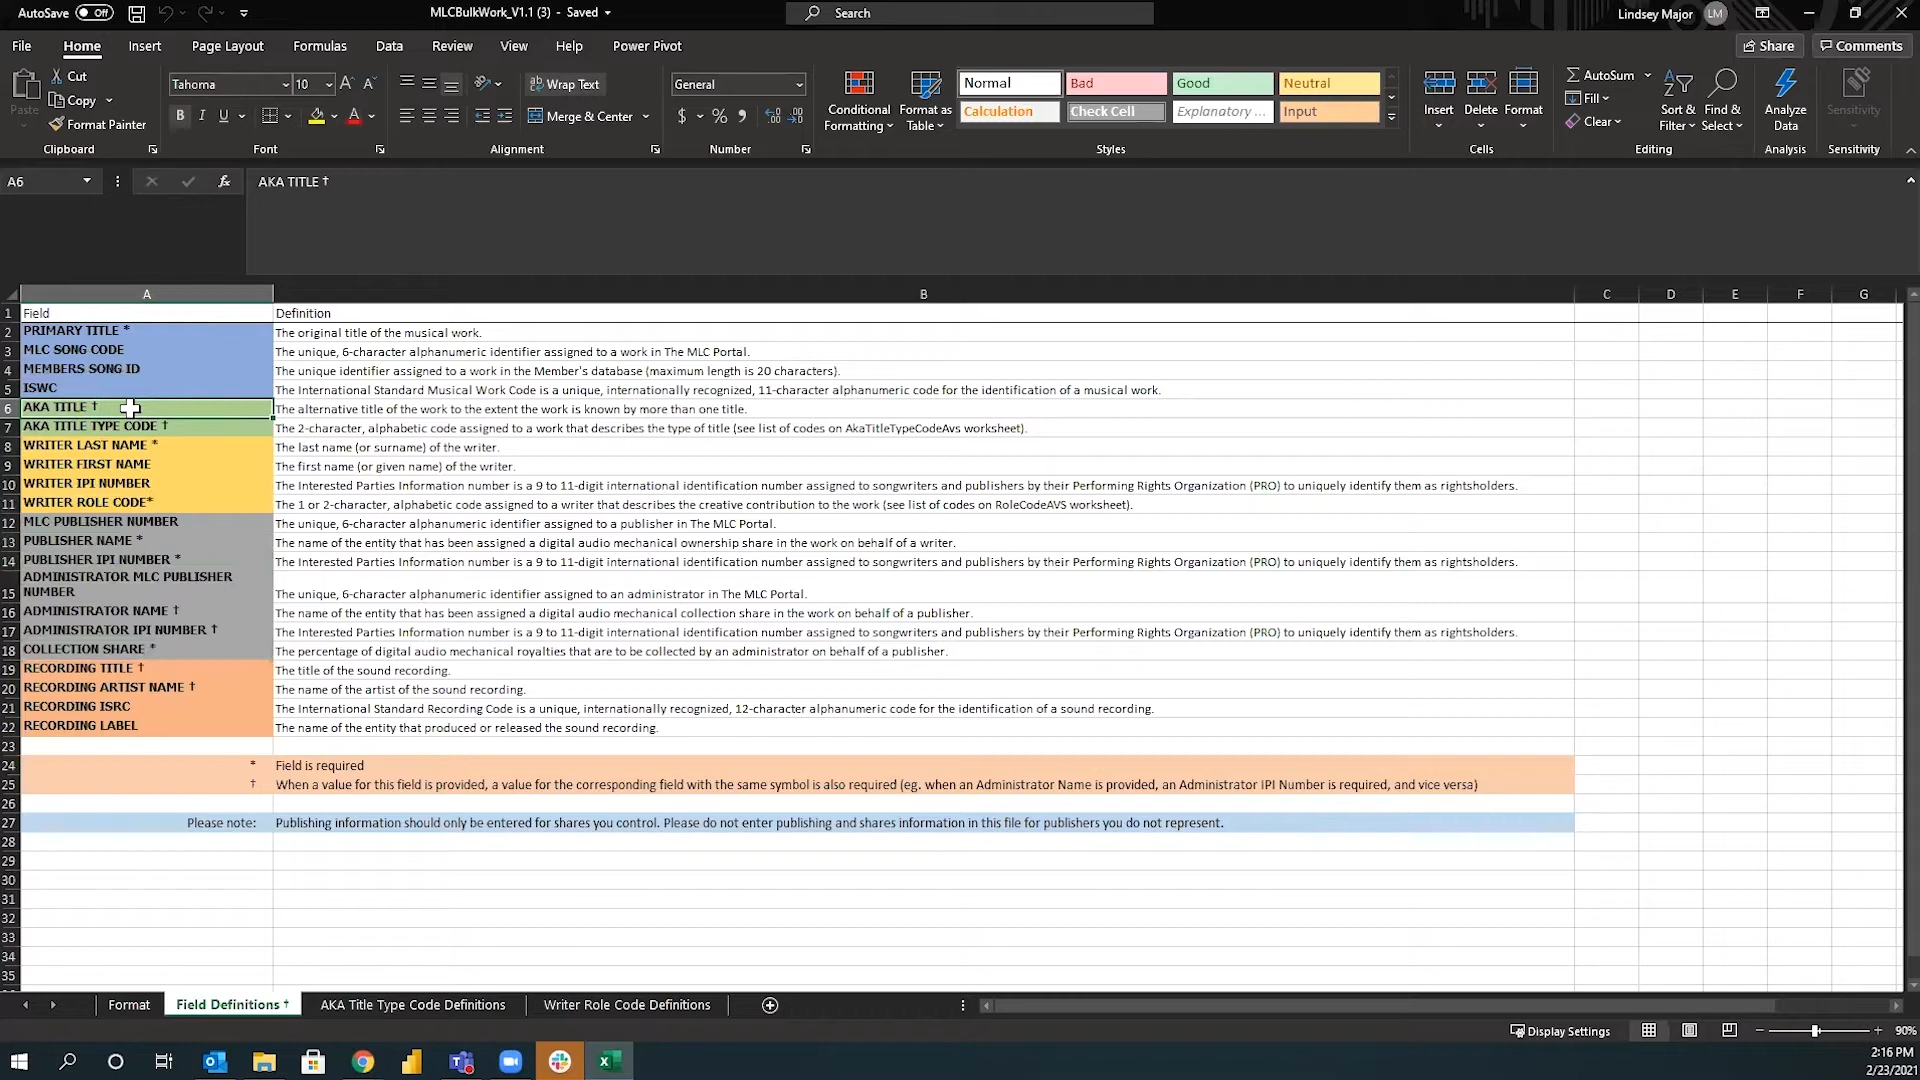 AutoSave Off MLCBulkWork_V1.1 (3) - Saved Search Lindsey Major LM
File Home Insert Page Layout Formulas Data Review View Help Power Pivot Share Comments
Paste Cut Copy Format Painter Clipboard
Tahoma 10 B I U Font
Wrap Text Merge & Center Alignment
General $ % Number
Conditional Formatting Format as Table Normal Bad Good Neutral
Calculation Check Cell Explanatory ... Input Styles
Insert Delete Format Cells
AutoSum Fill Clear Sort & Filter Find & Select Editing
Analyze Data Analysis
Sensitivity Sensitivity
A6 fx AKA TITLE †
A B C D E F G
1 Field Definition
2 PRIMARY TITLE * The original title of the musical work.
3 MLC SONG CODE The unique, 6-character alphanumeric identifier assigned to a work in The MLC Portal.
4 MEMBERS SONG ID The unique identifier assigned to a work in the Member's database (maximum length is 20 characters).
5 ISWC The International Standard Musical Work Code is a unique, internationally recognized, 11-character alphanumeric code for the identification of a musical work.
6 AKA TITLE † The alternative title of the work to the extent the work is known by more than one title.
7 AKA TITLE TYPE CODE † The 2-character, alphabetic code assigned to a work that describes the type of title (see list of codes on AkaTitleTypeCodeAvs worksheet).
8 WRITER LAST NAME * The last name (or surname) of the writer.
9 WRITER FIRST NAME The first name (or given name) of the writer.
10 WRITER IPI NUMBER The Interested Parties Information number is a 9 to 11-digit international identification number assigned to songwriters and publishers by their Performing Rights Organization (PRO) to uniquely identify them as rightsholders.
11 WRITER ROLE CODE* The 1 or 2-character, alphabetic code assigned to a writer that describes the creative contribution to the work (see list of codes on RoleCodeAVS worksheet).
12 MLC PUBLISHER NUMBER The unique, 6-character alphanumeric identifier assigned to a publisher in The MLC Portal.
13 PUBLISHER NAME * The name of the entity that has been assigned a digital audio mechanical ownership share in the work on behalf of a writer.
14 PUBLISHER IPI NUMBER * The Interested Parties Information number is a 9 to 11-digit international identification number assigned to songwriters and publishers by their Performing Rights Organization (PRO) to uniquely identify them as rightsholders.
ADMINISTRATOR MLC PUBLISHER
15 NUMBER The unique, 6-character alphanumeric identifier assigned to an administrator in The MLC Portal.
16 ADMINISTRATOR NAME † The name of the entity that has been assigned a digital audio mechanical collection share in the work on behalf of a publisher.
17 ADMINISTRATOR IPI NUMBER † The Interested Parties Information number is a 9 to 11-digit international identification number assigned to songwriters and publishers by their Performing Rights Organization (PRO) to uniquely identify them as rightsholders.
18 COLLECTION SHARE * The percentage of digital audio mechanical royalties that are to be collected by an administrator on behalf of a publisher.
19 RECORDING TITLE † The title of the sound recording.
20 RECORDING ARTIST NAME † The name of the artist of the sound recording.
21 RECORDING ISRC The International Standard Recording Code is a unique, internationally recognized, 12-character alphanumeric code for the identification of a sound recording.
22 RECORDING LABEL The name of the entity that produced or released the sound recording.
23
24 * Field is required
25 † When a value for this field is provided, a value for the corresponding field with the same symbol is also required (eg. when an Administrator Name is provided, an Administrator IPI Number is required, and vice versa)
26
27 Please note: Publishing information should only be entered for shares you control. Please do not enter publishing and shares information in this file for publishers you do not represent.
28
29
30
31
32
33
34
35
Format Field Definitions † AKA Title Type Code Definitions Writer Role Code Definitions
Display Settings 90%
2:16 PM
2/23/2021